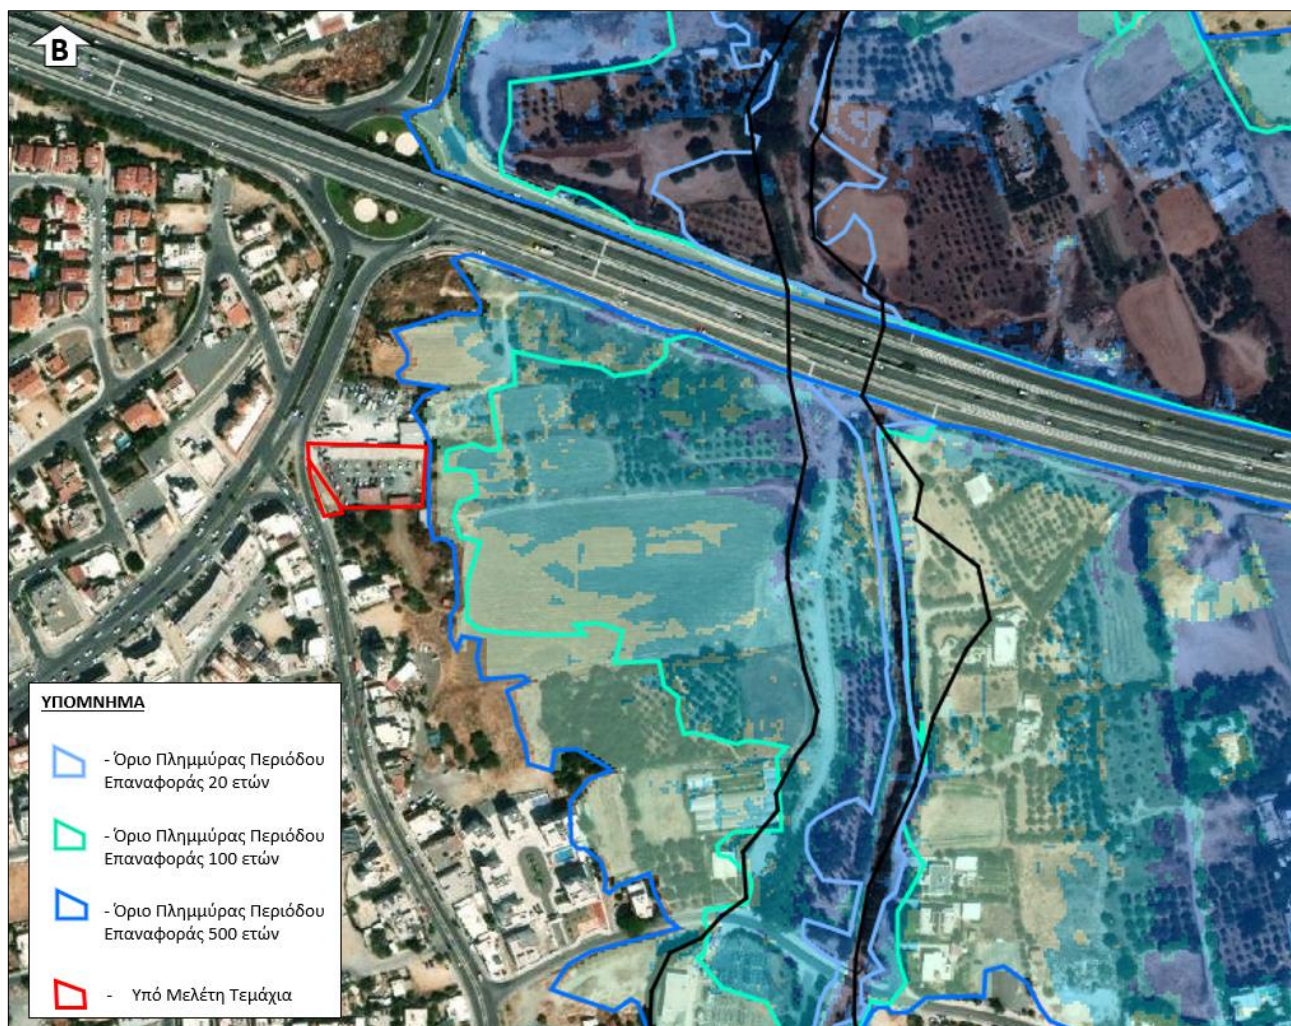 B
ΥΠΟΜΝΗΜΑ
- Όριο Πλημμύρας Περιόδου
Επαναφοράς 20 ετών
- Όριο Πλημμύρας Περιόδου
Επαναφοράς 100 ετών
- Όριο Πλημμύρας Περιόδου
Επαναφοράς 500 ετών
- Υπό Μελέτη Τεμάχια